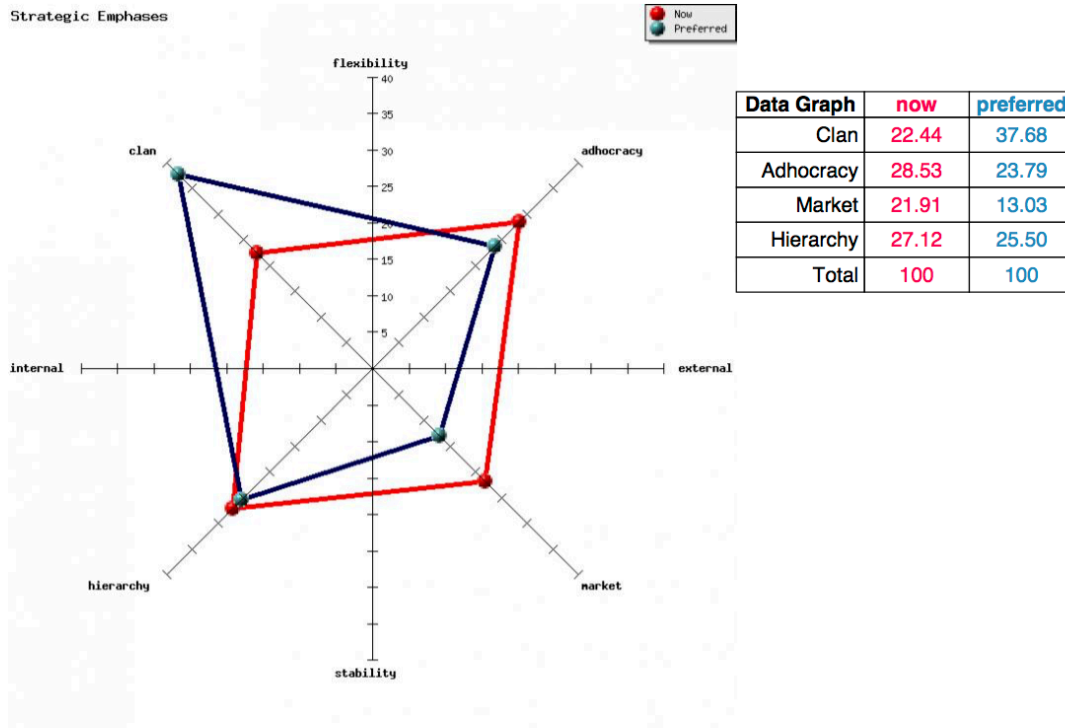 Strategic Emphases
Now
Preferred
flexibility
40
35
30
25
20
15
10
5
clan
adhocracy
internal
external
hierarchy
market
stability
Data Graph now preferred
Clan 22.44 37.68
Adhocracy 28.53 23.79
Market 21.91 13.03
Hierarchy 27.12 25.50
Total 100 100